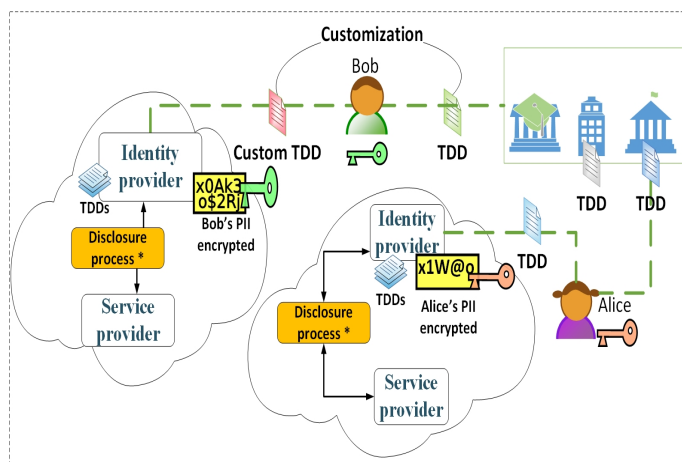 Customization
Bob
Identity
provider
TDDs
Custom TDD
TDD
x0Ak3
o$2Rj
Bob's PII
encrypted
Disclosure
process *
Service
provider
TDD
TDD
Identity
provider
TDDs
x1W@o
Alice's PII
encrypted
TDD
Alice
Disclosure
process *
Service
provider